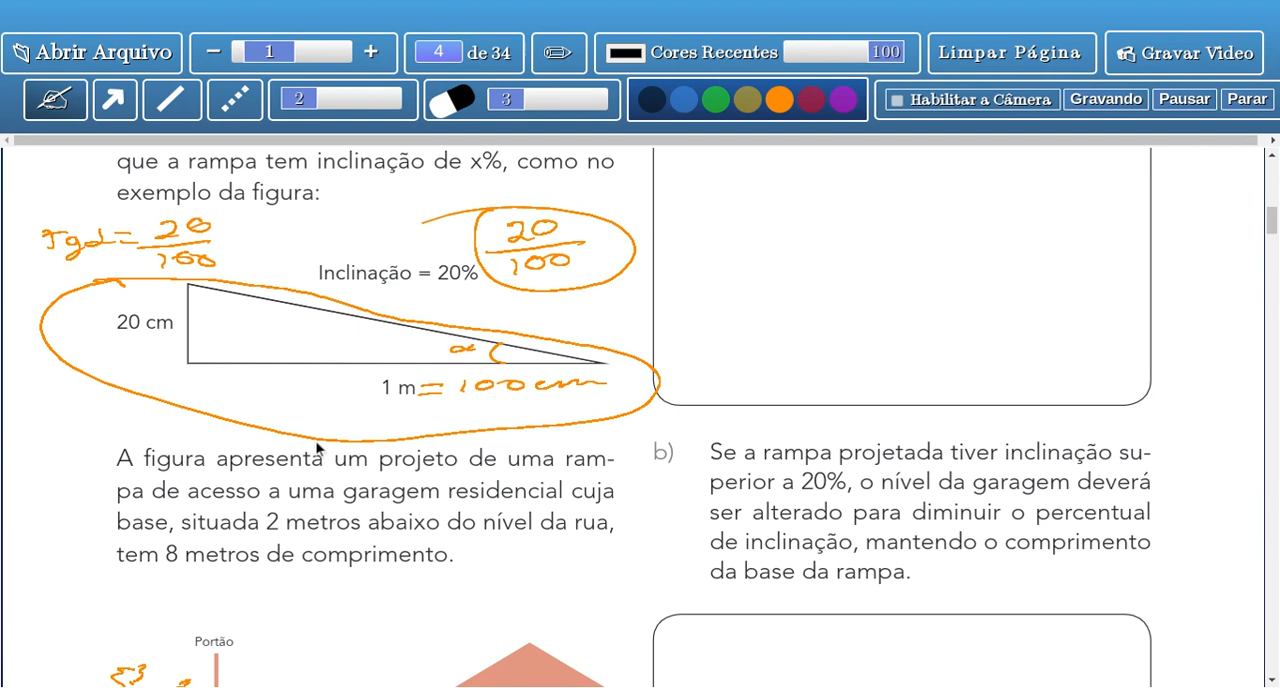 Abrir Arquivo − 1 + 4 de 34 Cores Recentes 100 Limpar Página Gravar Video
2 3 Habilitar a Câmera Gravando Pausar Parar
que a rampa tem inclinação de x%, como no
exemplo da figura:
Tgα = 20/100
20/100
Inclinação = 20%
20 cm
α
1 m = 100cm
A figura apresenta um projeto de uma ram-
pa de acesso a uma garagem residencial cuja
base, situada 2 metros abaixo do nível da rua,
tem 8 metros de comprimento.
Portão
b) Se a rampa projetada tiver inclinação su-
perior a 20%, o nível da garagem deverá
ser alterado para diminuir o percentual
de inclinação, mantendo o comprimento
da base da rampa.